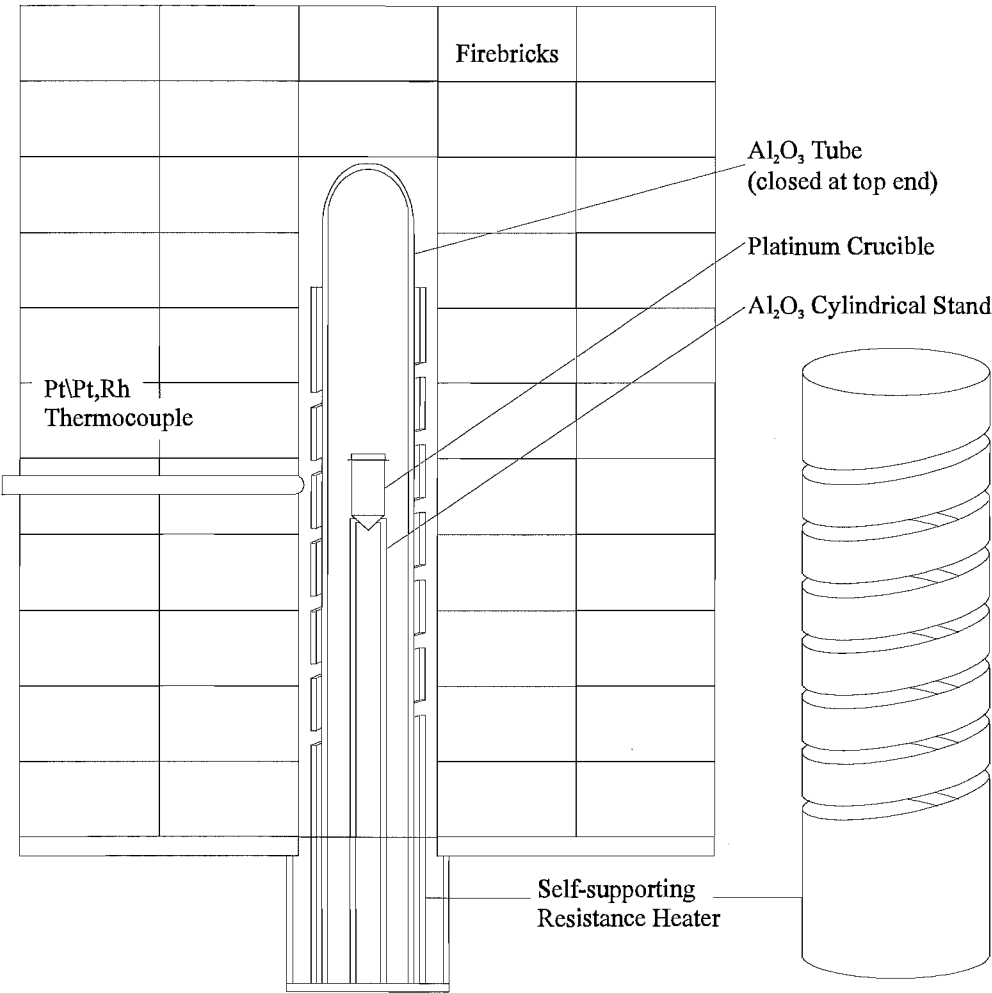 Firebricks
Al₂O₃ Tube
(closed at top end)
Platinum Crucible
Al₂O₃ Cylindrical Stand
Pt\Pt,Rh
Thermocouple
Self-supporting
Resistance Heater